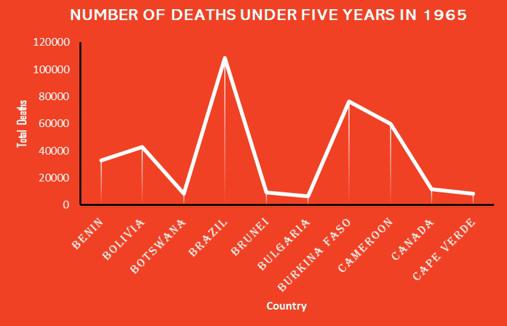 NUMBER OF DEATHS UNDER FIVE YEARS IN 1965
120000
100000
80000
60000
40000
20000
0
Total Deaths
BENIN
BOLIVIA
BOTSWANA
BRAZIL
BRUNEI
BULGARIA
BURKINA FASO
CAMEROON
CANADA
CAPE VERDE
Country